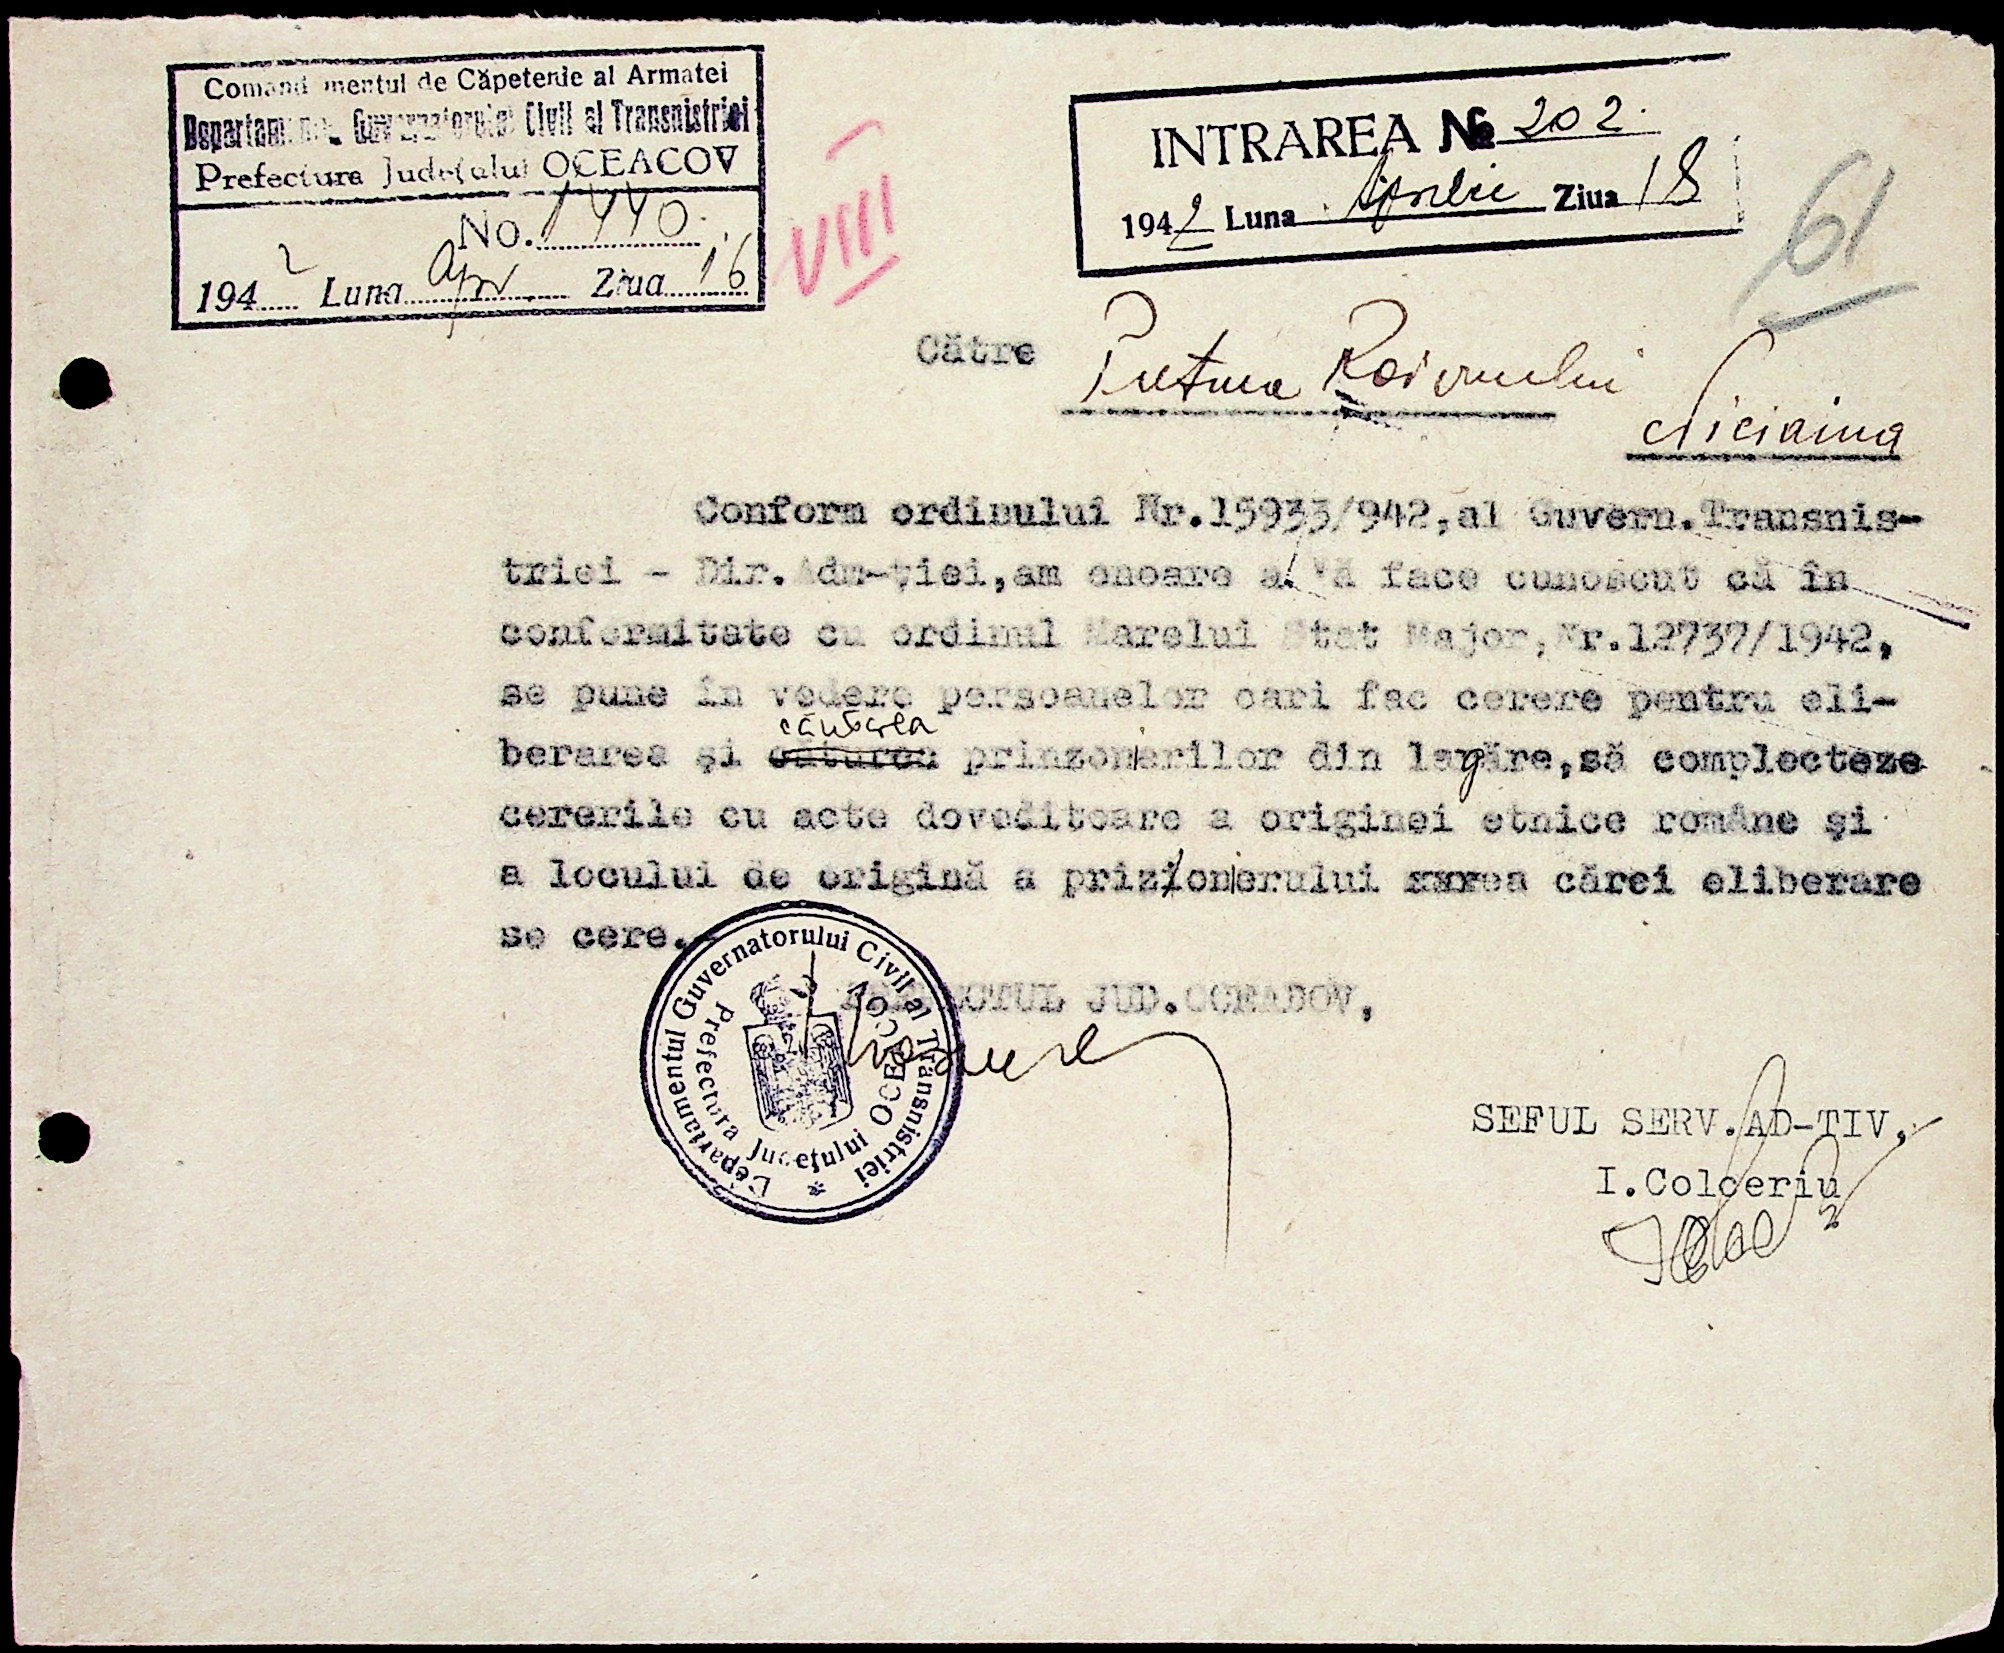 Comandamentul de Căpetenie al Armatei
Departamentul Guvernatorului Civil al Transnistriei
Prefectura Județului OCEACOV
No. 1440
1942 Luna Apr Ziua 16
VIII
INTRAREA № 202.
1942 Luna Aprilie Ziua 18
61
Către Pretura Raionului
Conform ordinului Nr.15933/942,al Guvern.Transnis-
triei - Dir.Adm-ției,am onoare a Vă face cunoscut că în
conformitate cu ordinul Marelui Stat Major,Nr.12737/1942,
se pune în vedere persoanelor cari fac cerere pentru eli-
căutarea
berarea și prinzonierilor din lagăre,să complecteze
cererile cu acte doveditoare a originei etnice române și
a locului de origină a prizonierului a cărei eliberare
se cere.
PREFECTUL JUD.OCEACOV,
Departamentul Guvernatorului Civil al Transnistriei
Prefectura Județului OCEACOV
SEFUL SERV.AD-TIV,
I.Colceriu